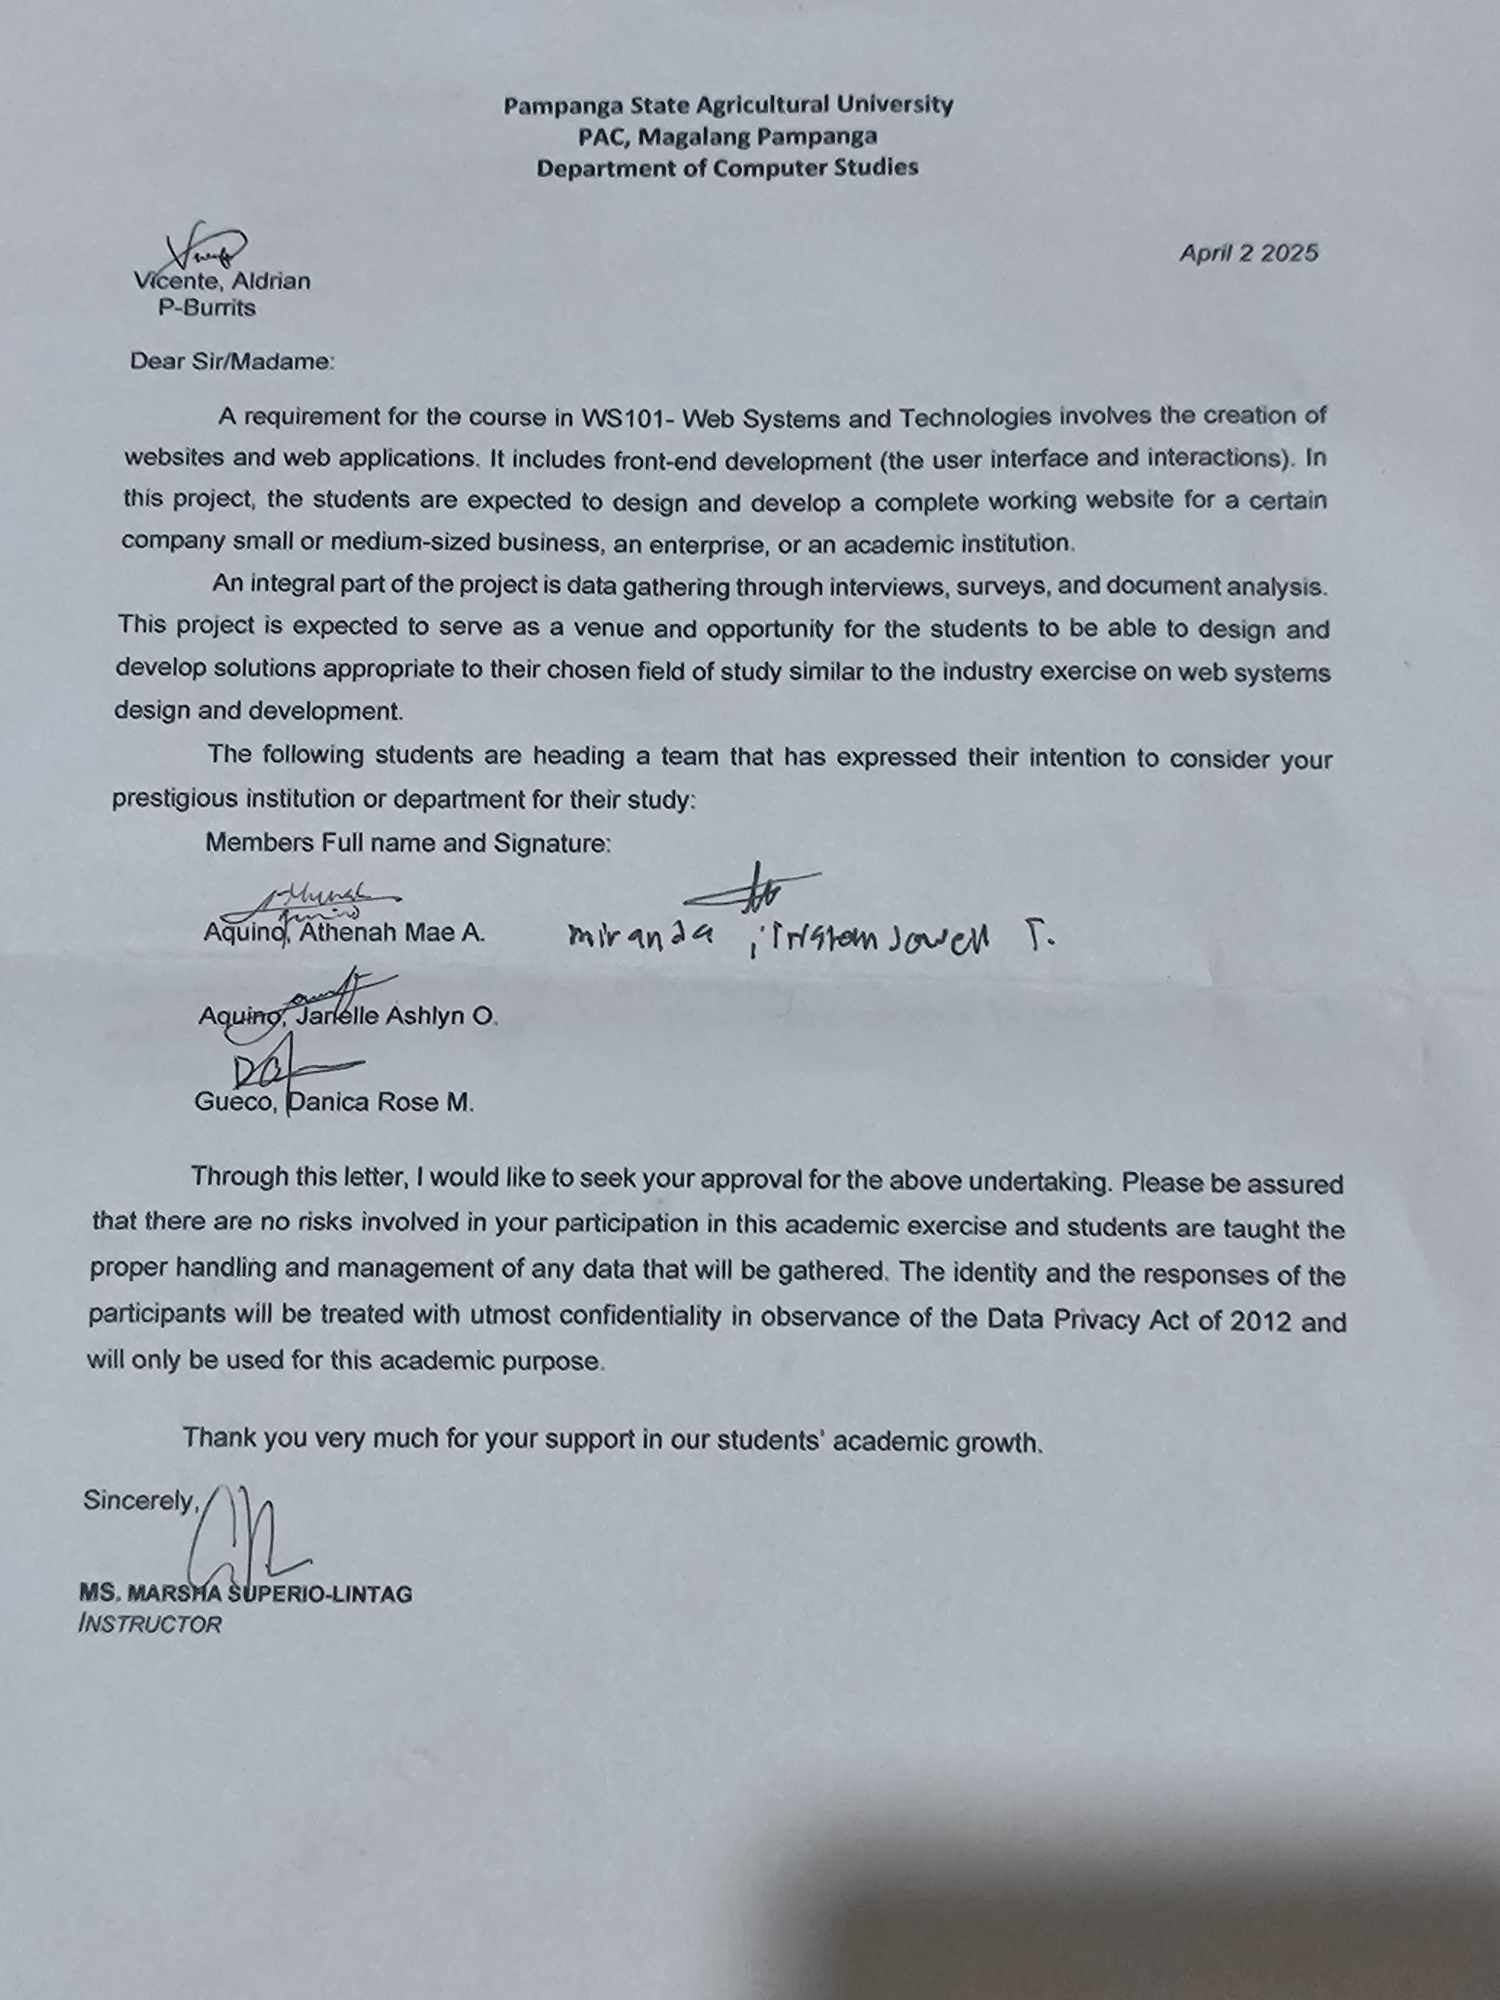 Pampanga State Agricultural University
PAC, Magalang Pampanga
Department of Computer Studies
April 2 2025
Vicente, Aldrian
P-Burrits
Dear Sir/Madame:
A requirement for the course in WS101- Web Systems and Technologies involves the creation of
websites and web applications. It includes front-end development (the user interface and interactions). In
this project, the students are expected to design and develop a complete working website for a certain
company small or medium-sized business, an enterprise, or an academic institution.
An integral part of the project is data gathering through interviews, surveys, and document analysis.
This project is expected to serve as a venue and opportunity for the students to be able to design and
develop solutions appropriate to their chosen field of study similar to the industry exercise on web systems
design and development.
The following students are heading a team that has expressed their intention to consider your
prestigious institution or department for their study:
Members Full name and Signature:
Aquino, Athenah Mae A.
miranda, Tristan Jowell T.
Aquino, Janelle Ashlyn O.
Gueco, Danica Rose M.
Through this letter, I would like to seek your approval for the above undertaking. Please be assured
that there are no risks involved in your participation in this academic exercise and students are taught the
proper handling and management of any data that will be gathered. The identity and the responses of the
participants will be treated with utmost confidentiality in observance of the Data Privacy Act of 2012 and
will only be used for this academic purpose.
Thank you very much for your support in our students' academic growth.
Sincerely,
MS. MARSHA SUPERIO-LINTAG
INSTRUCTOR